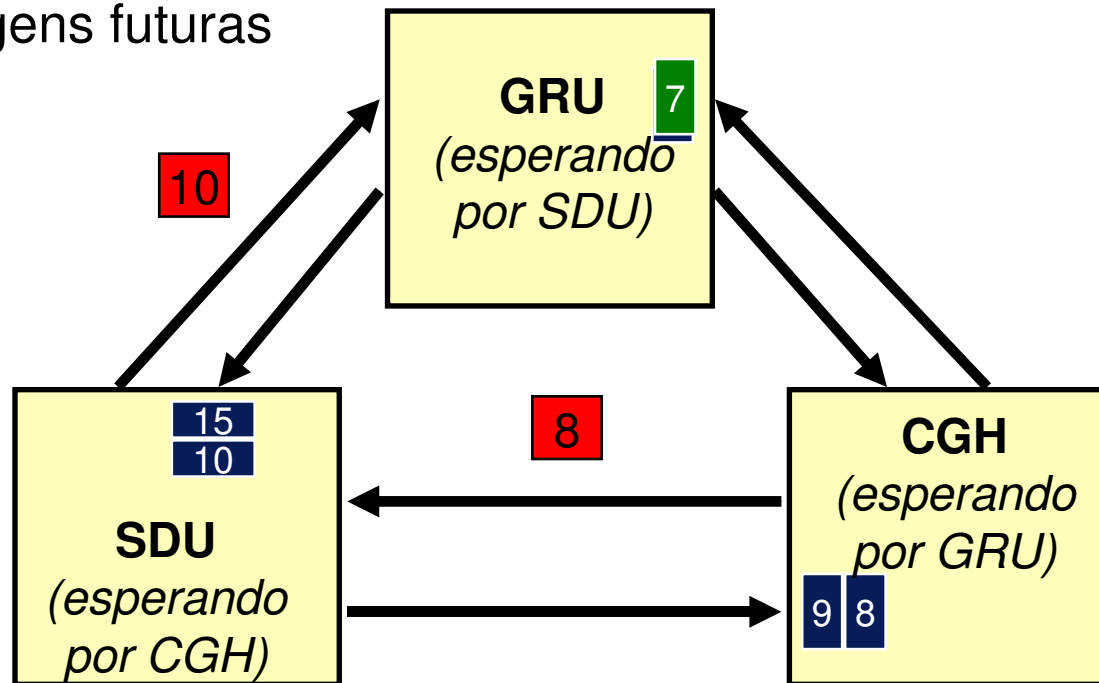 gens futuras
GRU
7
(esperando
por SDU)
10
15
10
SDU
(esperando
por CGH)
8
CGH
(esperando
por GRU)
9 8